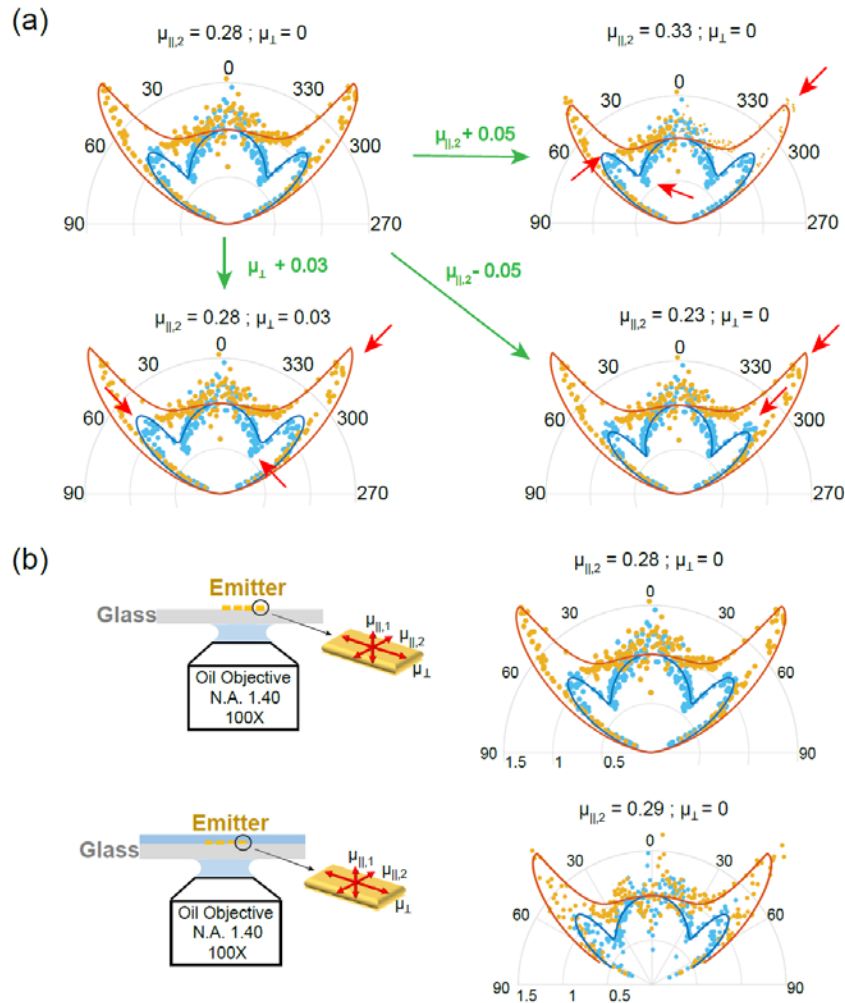 (a)
μ||,2 = 0.28 ; μ⊥ = 0
0
30
330
60
300
90
270
μ||,2 + 0.05
μ||,2 = 0.33 ; μ⊥ = 0
0
30
330
60
300
90
270
μ⊥ + 0.03
μ||,2 - 0.05
μ||,2 = 0.28 ; μ⊥ = 0.03
0
30
330
60
300
90
270
μ||,2 = 0.23 ; μ⊥ = 0
0
30
330
60
300
90
270
(b)
Emitter
Glass
μ||,1
μ||,2
μ⊥
Oil Objective
N.A. 1.40
100X
μ||,2 = 0.28 ; μ⊥ = 0
0
30
30
60
60
90
90
1.5
1
0.5
Emitter
Glass
μ||,1
μ||,2
μ⊥
Oil Objective
N.A. 1.40
100X
μ||,2 = 0.29 ; μ⊥ = 0
0
30
30
60
60
90
90
1.5
1
0.5